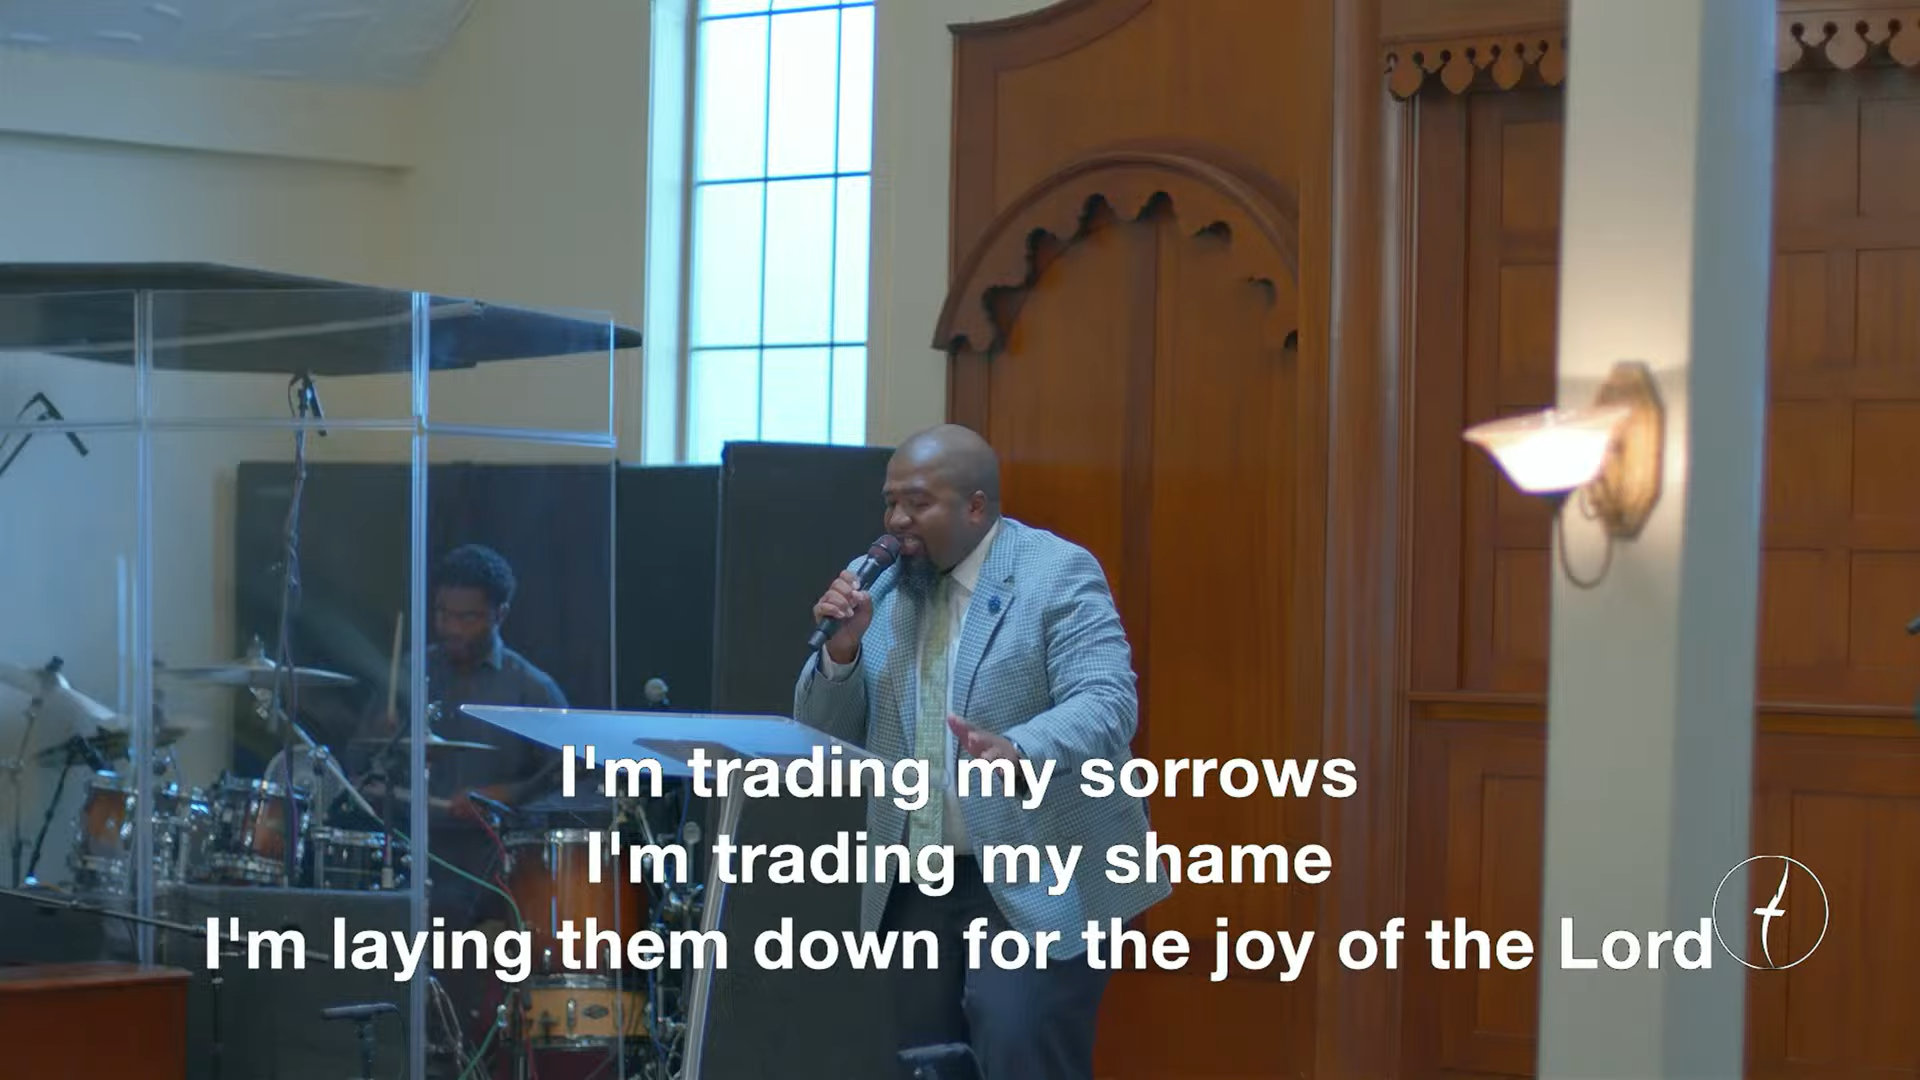 I'm trading my sorrows
I'm trading my shame
I'm laying them down for the joy of the Lord